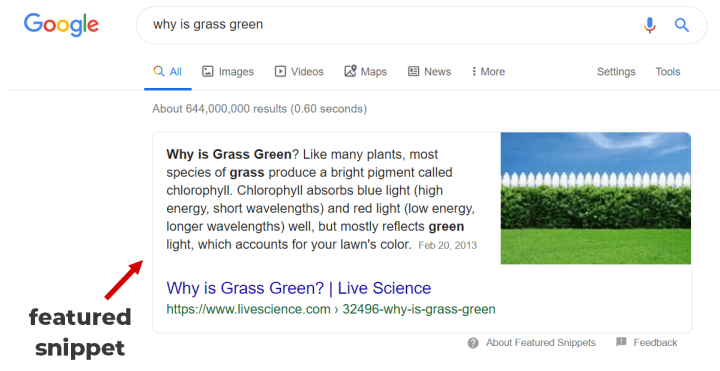 Google
why is grass green
All Images Videos Maps News More Settings Tools
About 644,000,000 results (0.60 seconds)
Why is Grass Green? Like many plants, most
species of grass produce a bright pigment called
chlorophyll. Chlorophyll absorbs blue light (high
energy, short wavelengths) and red light (low energy,
longer wavelengths) well, but mostly reflects green
light, which accounts for your lawn's color. Feb 20, 2013
Why is Grass Green? | Live Science
https://www.livescience.com › 32496-why-is-grass-green
About Featured Snippets Feedback
featured
snippet